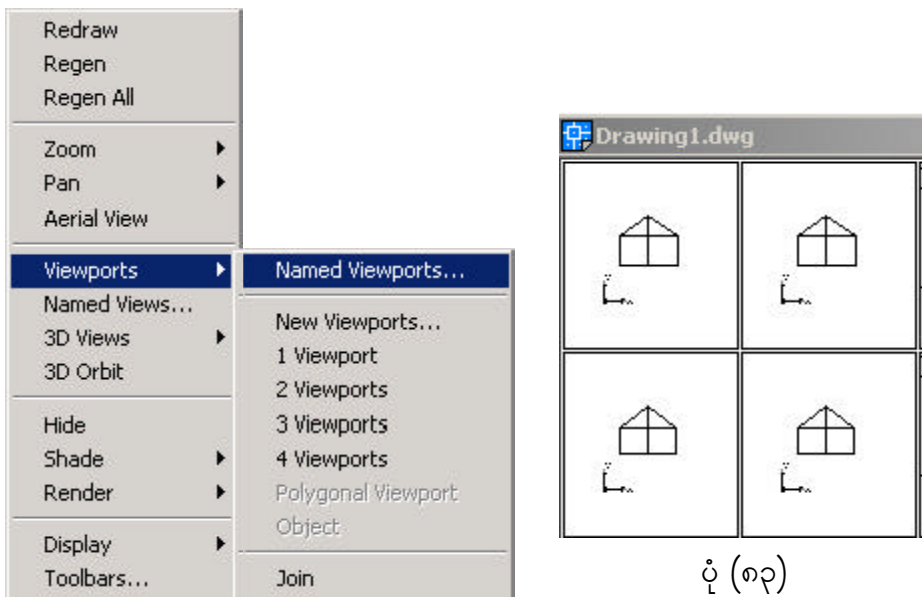 Redraw
Regen
Regen All
Zoom
Pan
Aerial View
Viewports
Named Views...
3D Views
3D Orbit
Hide
Shade
Render
Display
Toolbars...
Named Viewports...
New Viewports...
1 Viewport
2 Viewports
3 Viewports
4 Viewports
Polygonal Viewport
Object
Join
Drawing1.dwg
ပုံ (၈၃)